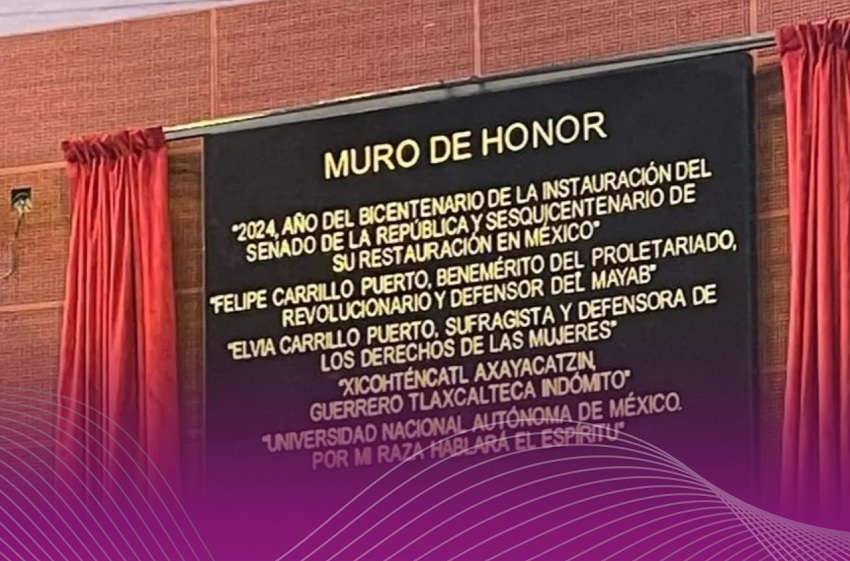 MURO DE HONOR
"2024, AÑO DEL BICENTENARIO DE LA INSTAURACIÓN DEL
SENADO DE LA REPÚBLICA Y SESQUICENTENARIO DE
SU RESTAURACIÓN EN MÉXICO"
"FELIPE CARRILLO PUERTO, BENEMÉRITO DEL PROLETARIADO,
REVOLUCIONARIO Y DEFENSOR DEL MAYAB"
"ELVIA CARRILLO PUERTO, SUFRAGISTA Y DEFENSORA DE
LOS DERECHOS DE LAS MUJERES"
"XICOHTÉNCATL AXAYACATZIN,
GUERRERO TLAXCALTECA INDÓMITO"
"UNIVERSIDAD NACIONAL AUTÓNOMA DE MÉXICO.
POR MI RAZA HABLARÁ EL ESPÍRITU"